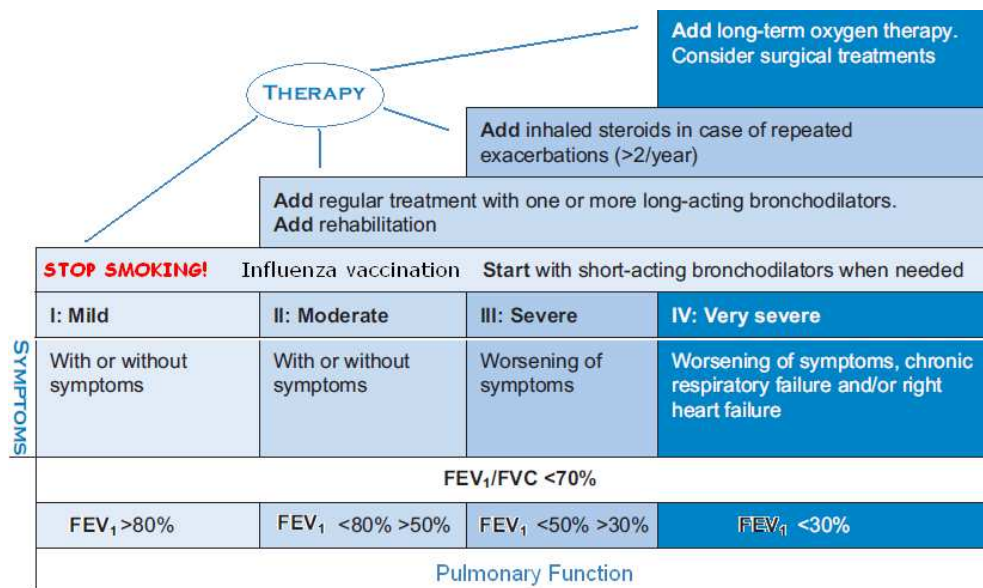 Add long-term oxygen therapy.
Consider surgical treatments
THERAPY
Add inhaled steroids in case of repeated
exacerbations (>2/year)
Add regular treatment with one or more long-acting bronchodilators.
Add rehabilitation
STOP SMOKING! Influenza vaccination Start with short-acting bronchodilators when needed
I: Mild II: Moderate III: Severe IV: Very severe
SYMPTOMS
With or without
symptoms
With or without
symptoms
Worsening of
symptoms
Worsening of symptoms, chronic
respiratory failure and/or right
heart failure
FEV₁/FVC <70%
FEV₁ >80% FEV₁ <80% >50% FEV₁ <50% >30% FEV₁ <30%
Pulmonary Function